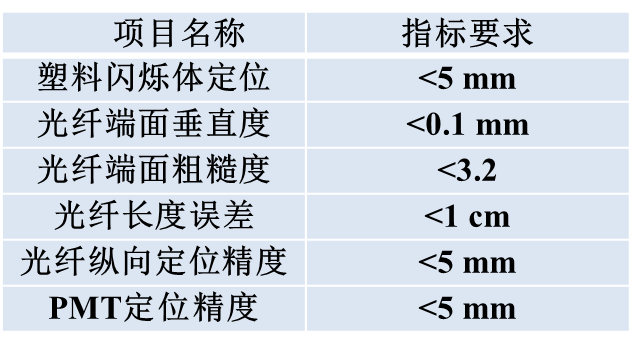 项目名称 指标要求
塑料闪烁体定位 <5 mm
光纤端面垂直度 <0.1 mm
光纤端面粗糙度 <3.2
光纤长度误差 <1 cm
光纤纵向定位精度 <5 mm
PMT定位精度 <5 mm